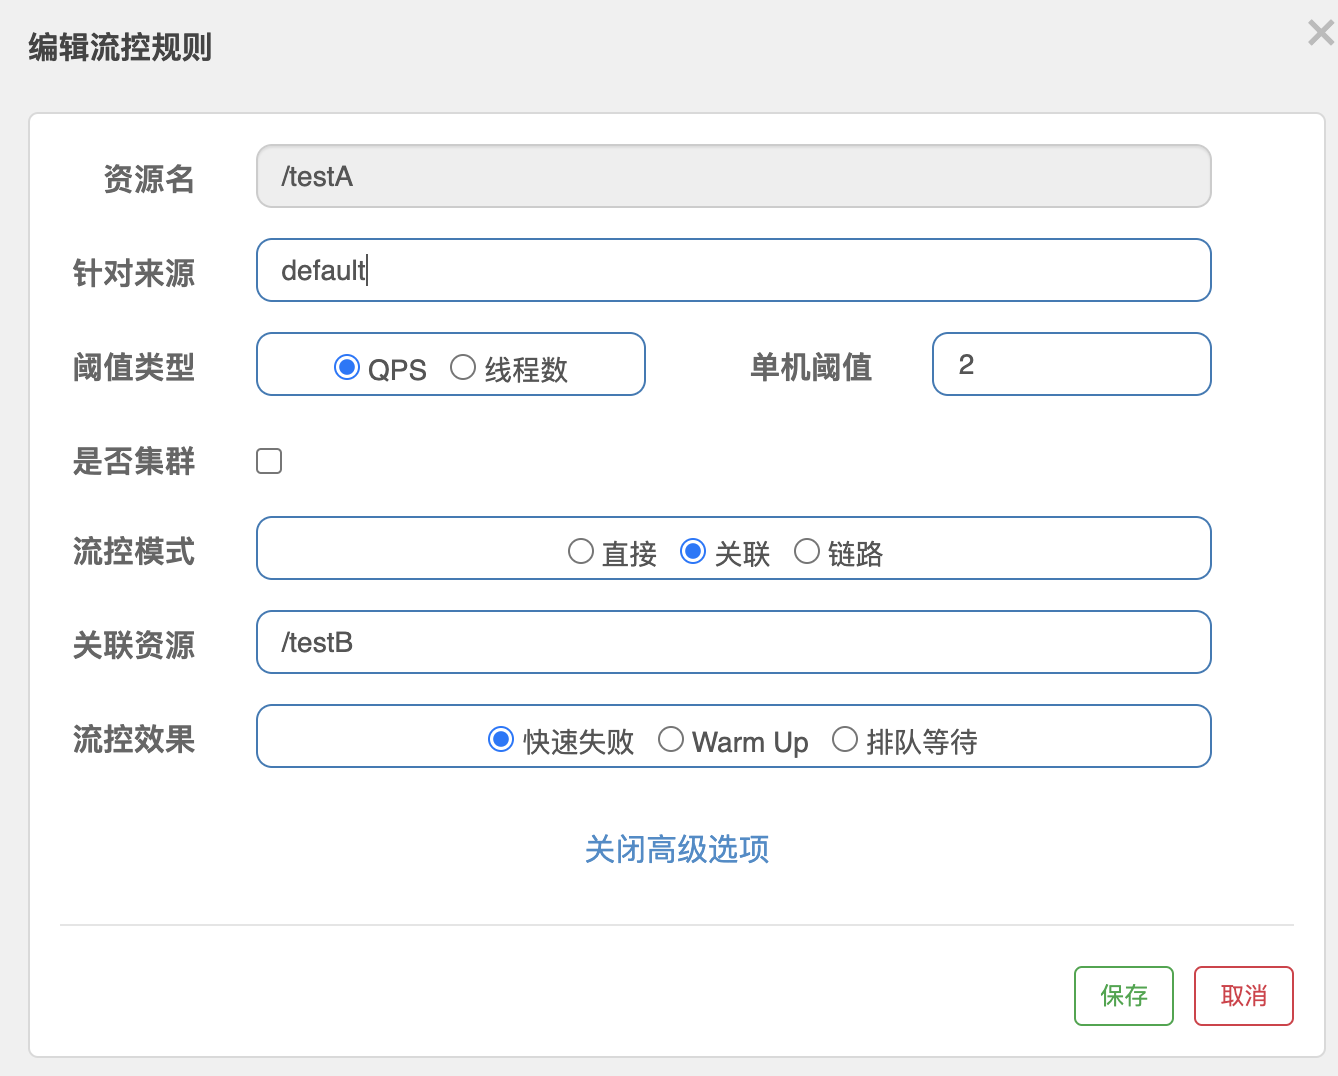 编辑流控规则 ×
资源名 /testA
针对来源 default
阈值类型 QPS 线程数 单机阈值 2
是否集群
流控模式 直接 关联 链路
关联资源 /testB
流控效果 快速失败 Warm Up 排队等待
关闭高级选项
保存 取消